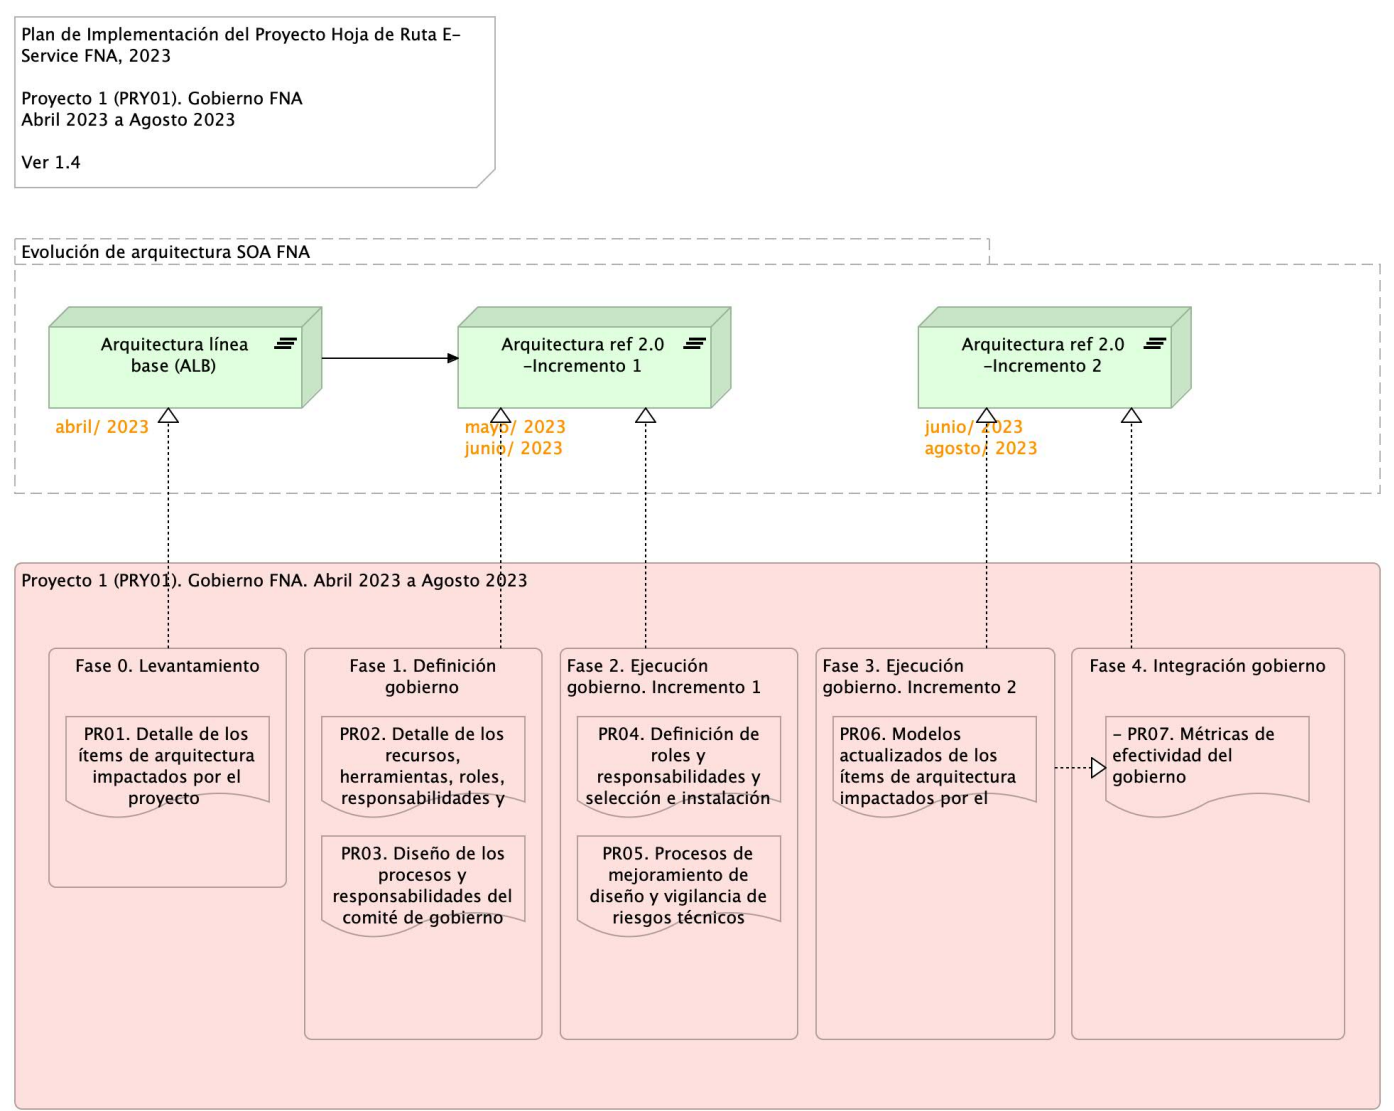 Plan de Implementación del Proyecto Hoja de Ruta E-
Service FNA, 2023
Proyecto 1 (PRY01). Gobierno FNA
Abril 2023 a Agosto 2023
Ver 1.4
Evolución de arquitectura SOA FNA
Arquitectura línea
base (ALB)
Arquitectura ref 2.0
-Incremento 1
Arquitectura ref 2.0
-Incremento 2
abril/ 2023
mayo/ 2023
junio/ 2023
junio/ 2023
agosto/ 2023
Proyecto 1 (PRY01). Gobierno FNA. Abril 2023 a Agosto 2023
Fase 0. Levantamiento
PR01. Detalle de los
ítems de arquitectura
impactados por el
proyecto
Fase 1. Definición
gobierno
PR02. Detalle de los
recursos,
herramientas, roles,
responsabilidades y
PR03. Diseño de los
procesos y
responsabilidades del
comité de gobierno
Fase 2. Ejecución
gobierno. Incremento 1
PR04. Definición de
roles y
responsabilidades y
selección e instalación
PR05. Procesos de
mejoramiento de
diseño y vigilancia de
riesgos técnicos
Fase 3. Ejecución
gobierno. Incremento 2
PR06. Modelos
actualizados de los
ítems de arquitectura
impactados por el
Fase 4. Integración gobierno
- PR07. Métricas de
efectividad del
gobierno